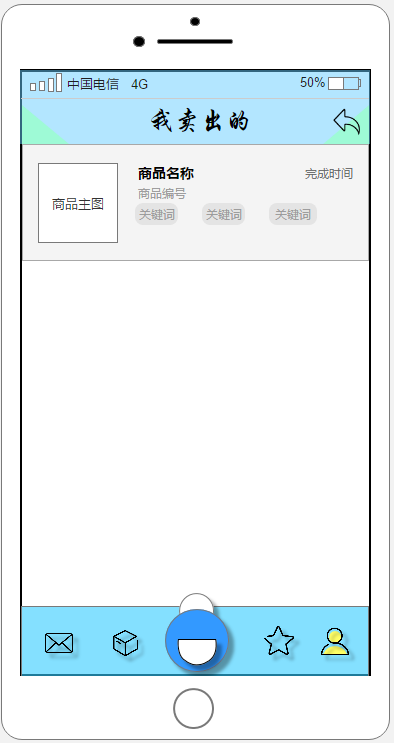 中国电信 4G 50%
我卖出的
商品主图
商品名称 完成时间
商品编号
关键词 关键词 关键词